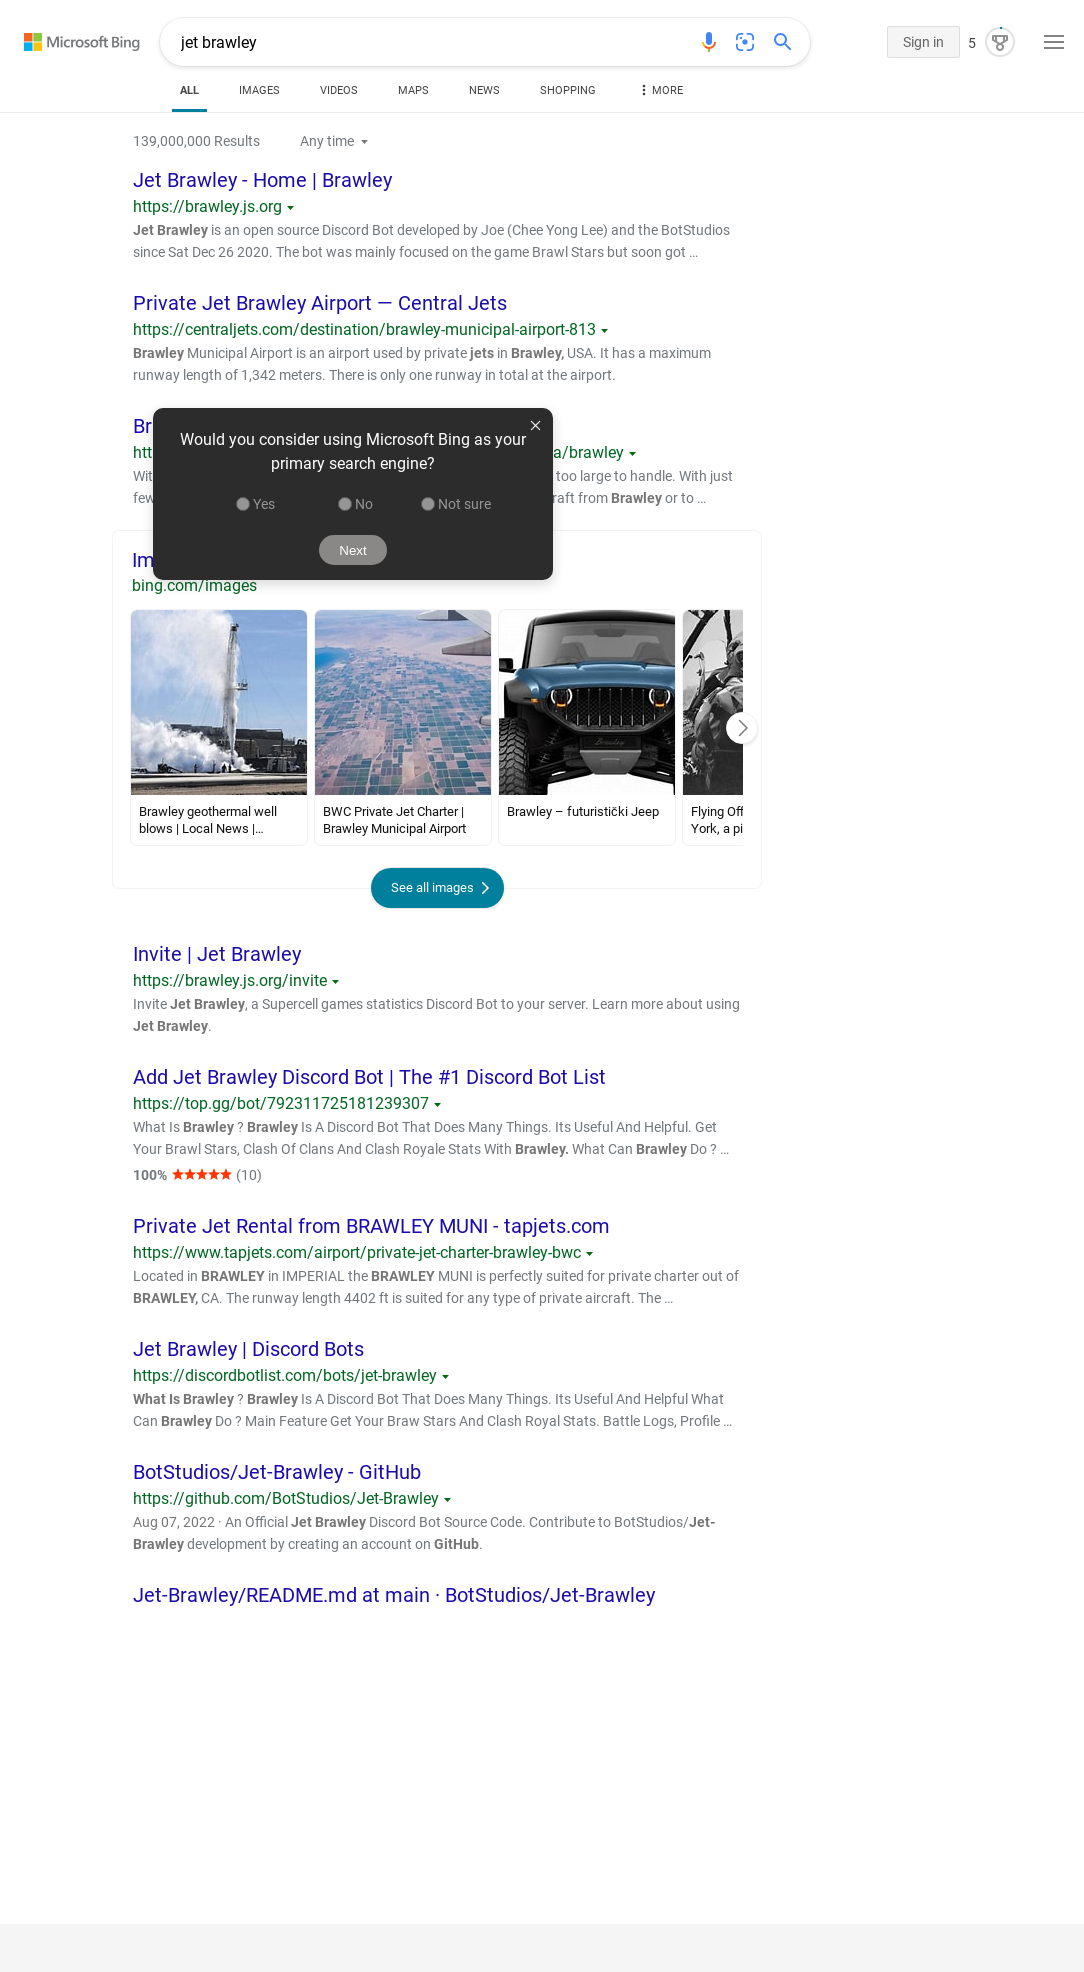 Microsoft Bing
jet brawley
Sign in
5
ALL
IMAGES
VIDEOS
MAPS
NEWS
SHOPPING
MORE
139,000,000 Results
Any time
Jet Brawley - Home | Brawley
https://brawley.js.org
Jet Brawley is an open source Discord Bot developed by Joe (Chee Yong Lee) and the BotStudios
since Sat Dec 26 2020. The bot was mainly focused on the game Brawl Stars but soon got …
Private Jet Brawley Airport — Central Jets
https://centraljets.com/destination/brawley-municipal-airport-813
Brawley Municipal Airport is an airport used by private jets in Brawley, USA. It has a maximum
runway length of 1,342 meters. There is only one runway in total at the airport.
Br
htt a/brawley
Wit too large to handle. With just
few raft from Brawley or to …
Would you consider using Microsoft Bing as your
primary search engine?
Yes
No
Not sure
Next
Im
bing.com/images
Brawley geothermal well
blows | Local News |…
BWC Private Jet Charter |
Brawley Municipal Airport
Brawley – futuristički Jeep
Flying Off
York, a pi
See all images
Invite | Jet Brawley
https://brawley.js.org/invite
Invite Jet Brawley, a Supercell games statistics Discord Bot to your server. Learn more about using
Jet Brawley.
Add Jet Brawley Discord Bot | The #1 Discord Bot List
https://top.gg/bot/792311725181239307
What Is Brawley ? Brawley Is A Discord Bot That Does Many Things. Its Useful And Helpful. Get
Your Brawl Stars, Clash Of Clans And Clash Royale Stats With Brawley. What Can Brawley Do ? …
100% ★★★★★ (10)
Private Jet Rental from BRAWLEY MUNI - tapjets.com
https://www.tapjets.com/airport/private-jet-charter-brawley-bwc
Located in BRAWLEY in IMPERIAL the BRAWLEY MUNI is perfectly suited for private charter out of
BRAWLEY, CA. The runway length 4402 ft is suited for any type of private aircraft. The …
Jet Brawley | Discord Bots
https://discordbotlist.com/bots/jet-brawley
What Is Brawley ? Brawley Is A Discord Bot That Does Many Things. Its Useful And Helpful What
Can Brawley Do ? Main Feature Get Your Braw Stars And Clash Royal Stats. Battle Logs, Profile …
BotStudios/Jet-Brawley - GitHub
https://github.com/BotStudios/Jet-Brawley
Aug 07, 2022 · An Official Jet Brawley Discord Bot Source Code. Contribute to BotStudios/Jet-
Brawley development by creating an account on GitHub.
Jet-Brawley/README.md at main · BotStudios/Jet-Brawley